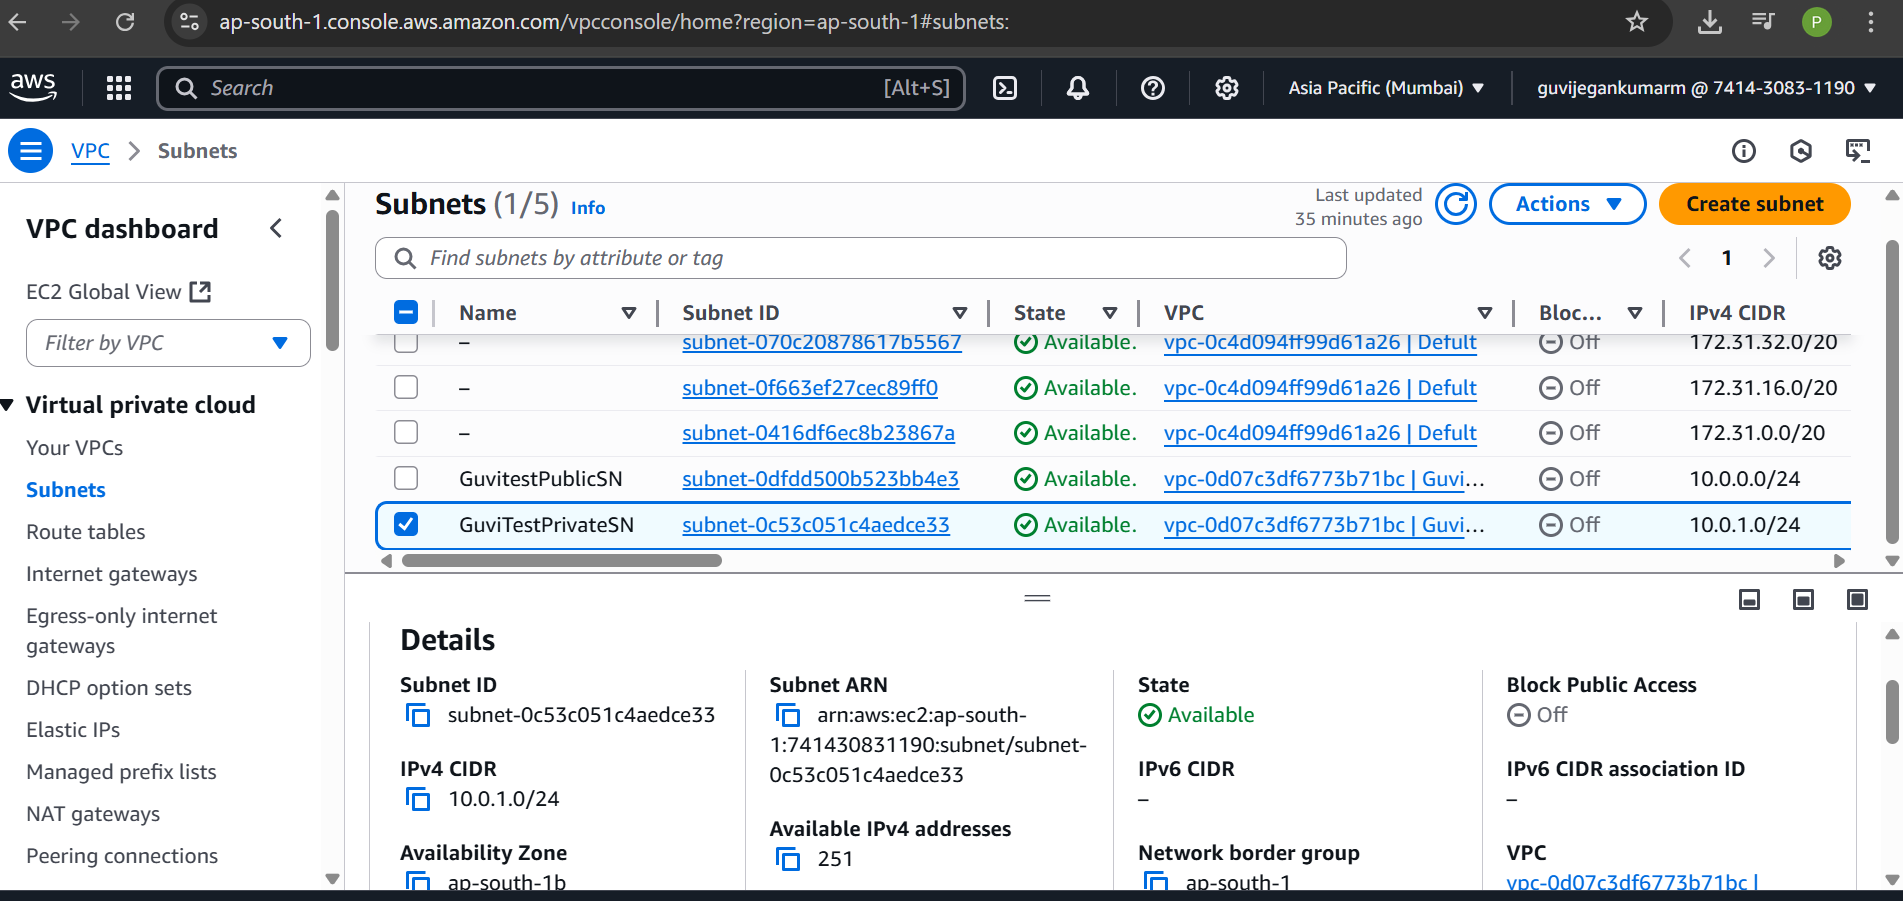 ap-south-1.console.aws.amazon.com/vpcconsole/home?region=ap-south-1#subnets:
P
aws
Search
[Alt+S]
Asia Pacific (Mumbai)
guvijegankumarm @ 7414-3083-1190
VPC
Subnets
VPC dashboard
EC2 Global View
Filter by VPC
Virtual private cloud
Your VPCs
Subnets
Route tables
Internet gateways
Egress-only internet
gateways
DHCP option sets
Elastic IPs
Managed prefix lists
NAT gateways
Peering connections
Subnets (1/5) Info
Last updated
35 minutes ago
Actions
Create subnet
Find subnets by attribute or tag
1
Name Subnet ID State VPC Bloc... IPv4 CIDR
– subnet-070c20878617b5567 Available. vpc-0c4d094ff99d61a26 | Defult Off 172.31.32.0/20
– subnet-0f663ef27cec89ff0 Available. vpc-0c4d094ff99d61a26 | Defult Off 172.31.16.0/20
– subnet-0416df6ec8b23867a Available. vpc-0c4d094ff99d61a26 | Defult Off 172.31.0.0/20
GuvitestPublicSN subnet-0dfdd500b523bb4e3 Available. vpc-0d07c3df6773b71bc | Guvi... Off 10.0.0.0/24
GuviTestPrivateSN subnet-0c53c051c4aedce33 Available. vpc-0d07c3df6773b71bc | Guvi... Off 10.0.1.0/24
Details
Subnet ID
subnet-0c53c051c4aedce33
IPv4 CIDR
10.0.1.0/24
Availability Zone
ap-south-1b
Subnet ARN
arn:aws:ec2:ap-south-
1:741430831190:subnet/subnet-
0c53c051c4aedce33
Available IPv4 addresses
251
State
Available
IPv6 CIDR
–
Network border group
ap-south-1
Block Public Access
Off
IPv6 CIDR association ID
–
VPC
vpc-0d07c3df6773b71bc |